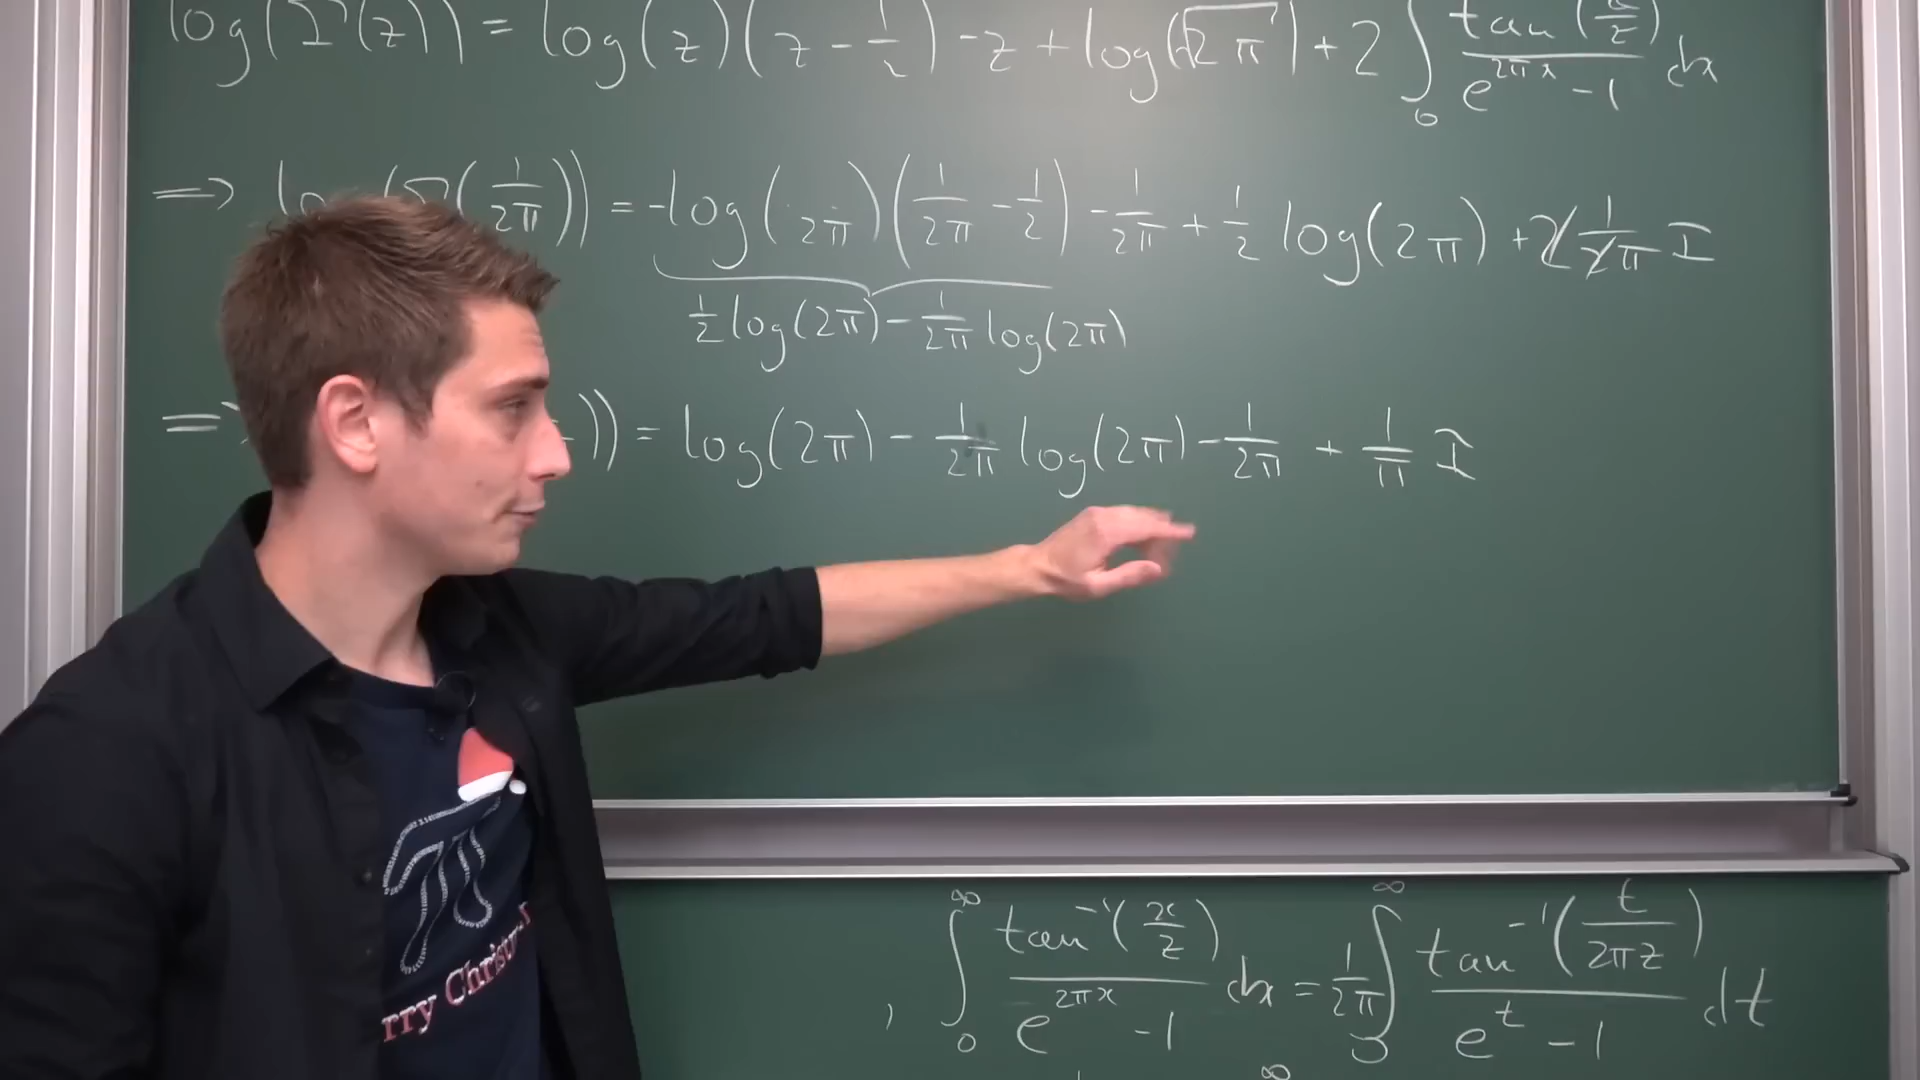 log(Γ(z)) = log(z)(z - 1/2) - z + log(√2π) + 2 ∫₀ tan(x/z)/(e^{2πx} - 1) dx
⟹ log(Γ(1/2π)) = -log(2π)(1/2π - 1/2) - 1/2π + 1/2 log(2π) + 2 1/2π I
1/2 log(2π) - 1/2π log(2π)
⟹ )) = log(2π) - 1/2π log(2π) - 1/2π + 1/π I
, ∫₀^∞ tan⁻¹(x/z)/(e^{2πx} - 1) dx = 1/2π ∫₀^∞ tan⁻¹(t/2πz)/(e^t - 1) dt
∞
π
rry Christ